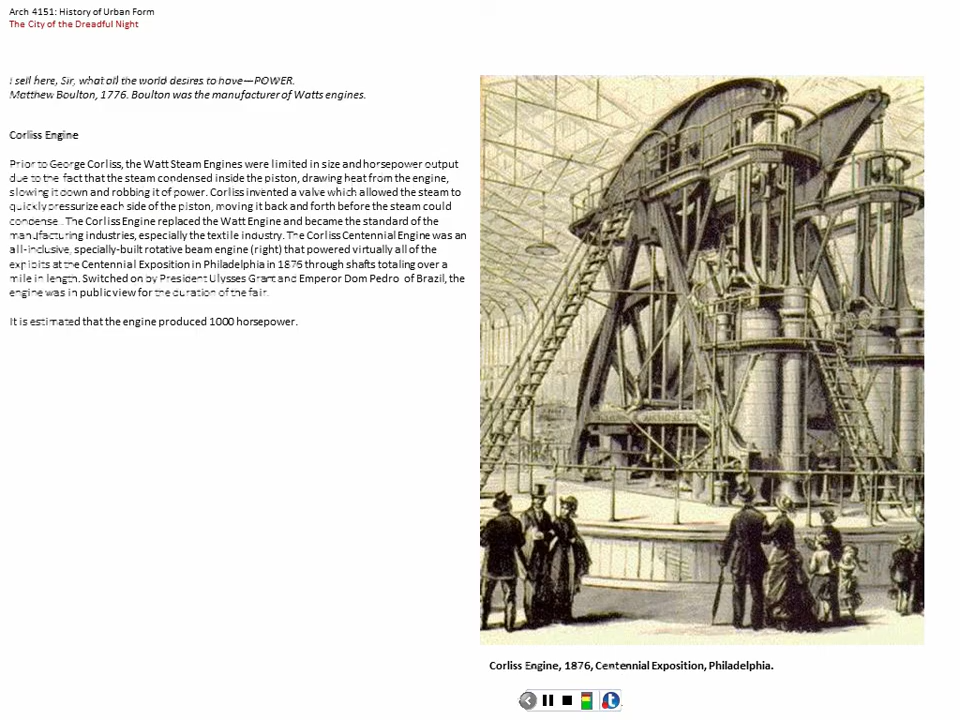 Arch 4151: History of Urban Form
The City of the Dreadful Night
I sell here, Sir, what all the world desires to have—POWER.
Matthew Boulton, 1776. Boulton was the manufacturer of Watts engines.
Corliss Engine
Prior to George Corliss, the Watt Steam Engines were limited in size and horsepower output
due to the fact that the steam condensed inside the piston, drawing heat from the engine,
slowing it down and robbing it of power. Corliss invented a valve which allowed the steam to
quickly pressurize each side of the piston, moving it back and forth before the steam could
condense. The Corliss Engine replaced the Watt Engine and became the standard of the
manufacturing industries, especially the textile industry. The Corliss Centennial Engine was an
all-inclusive, specially-built rotative beam engine (right) that powered virtually all of the
exhibits at the Centennial Exposition in Philadelphia in 1876 through shafts totaling over a
mile in length. Switched on by President Ulysses Grant and Emperor Dom Pedro of Brazil, the
engine was in public view for the duration of the fair.
It is estimated that the engine produced 1000 horsepower.
Corliss Engine, 1876, Centennial Exposition, Philadelphia.